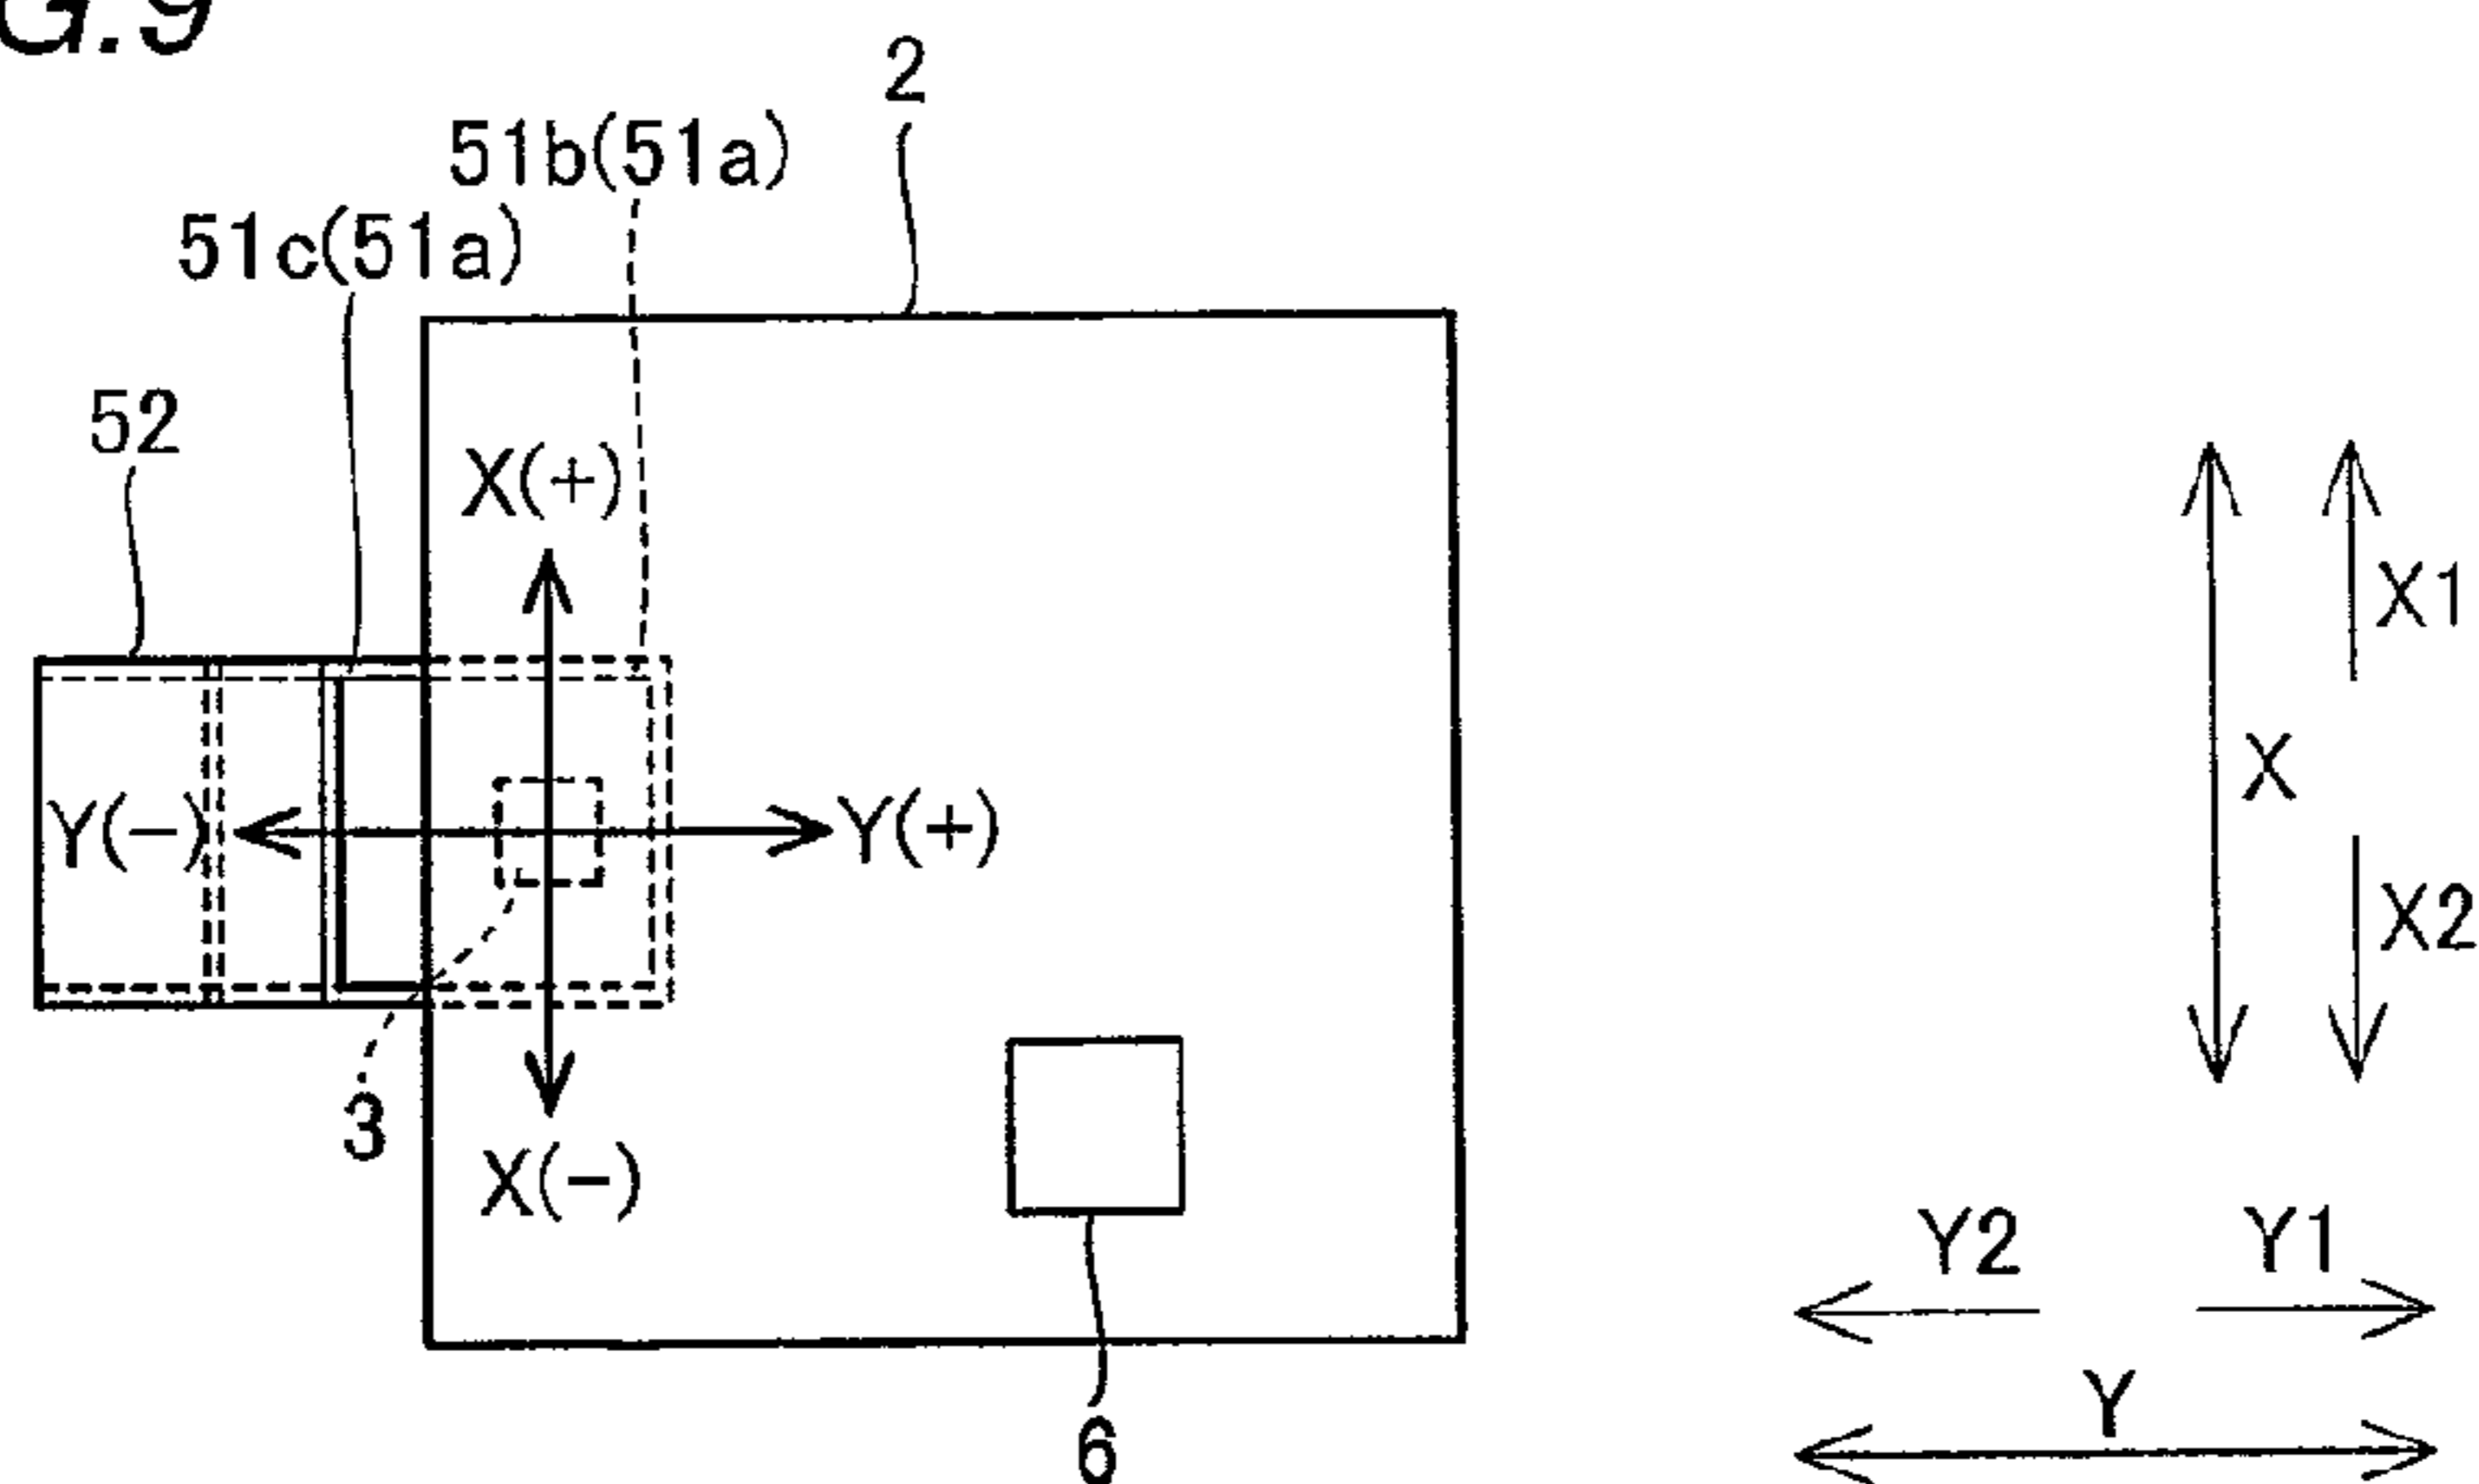 G.9
2
51b(51a)
51c(51a)
52
X(+)
X1
X
Y(-)
Y(+)
X2
3
X(-)
Y2
Y1
Y
6